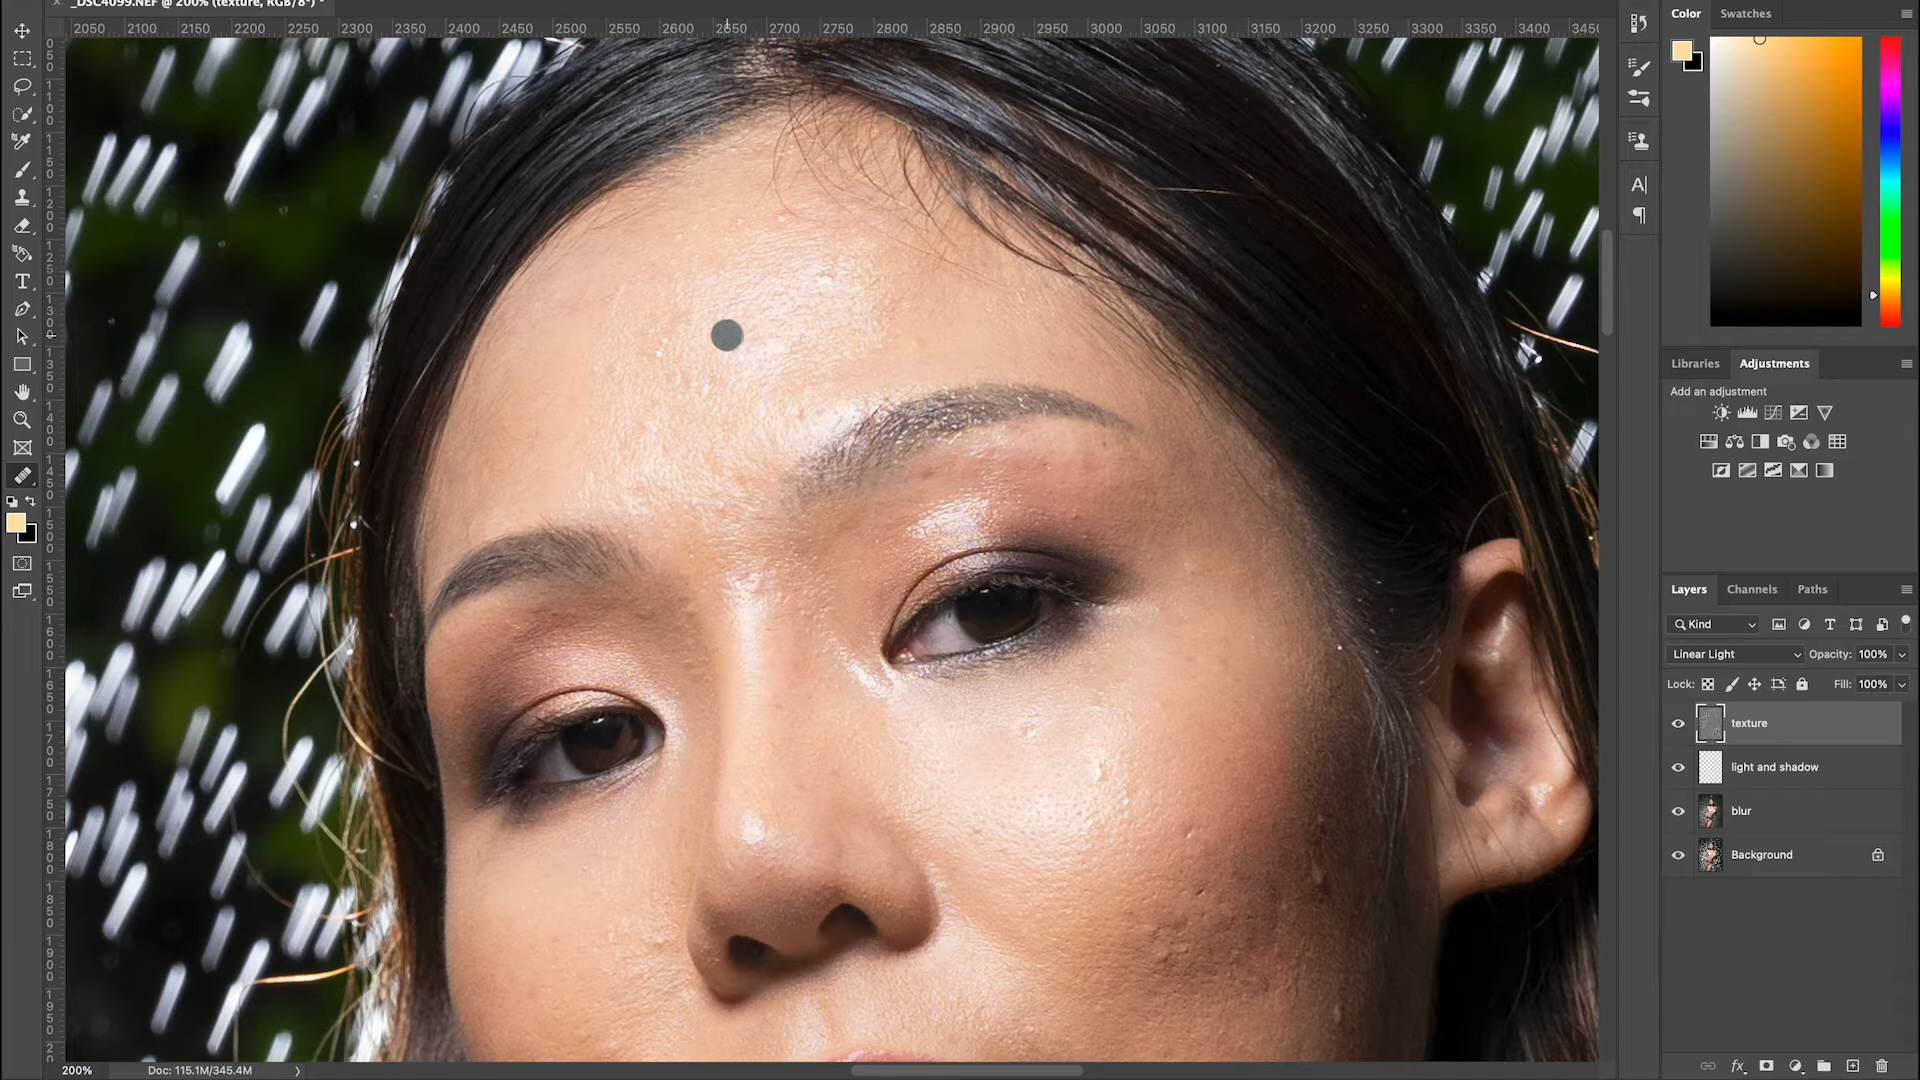 _DSC4099.NEF @ 200% (texture, RGB/8*) *
2050 2100 2150 2200 2250 2300 2350 2400 2450 2500 2550 2600 2650 2700 2750 2800 2850 2900 2950 3000 3050 3100 3150 3200 3250 3300 3350 3400 3450
Color
Swatches
Libraries
Adjustments
Add an adjustment
Layers
Channels
Paths
Kind
Linear Light
Opacity: 100%
Lock:
Fill: 100%
texture
light and shadow
blur
Background
fx
200%
Doc: 115.1M/345.4M